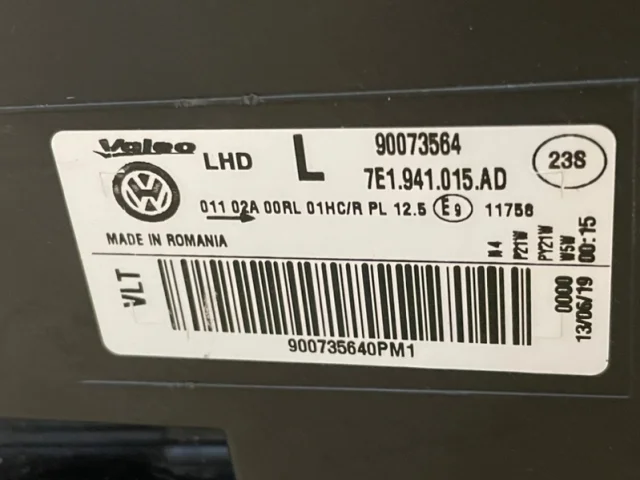 Valeo
LHD
L
90073564
7E1.941.015.AD
23S
VW
011 02A 00RL 01HC/R PL 12.5 E9 11756
MADE IN ROMANIA
H4
P21W
PY21W
W5W
VLT
0000
13/06/19 00:15
900735640PM1